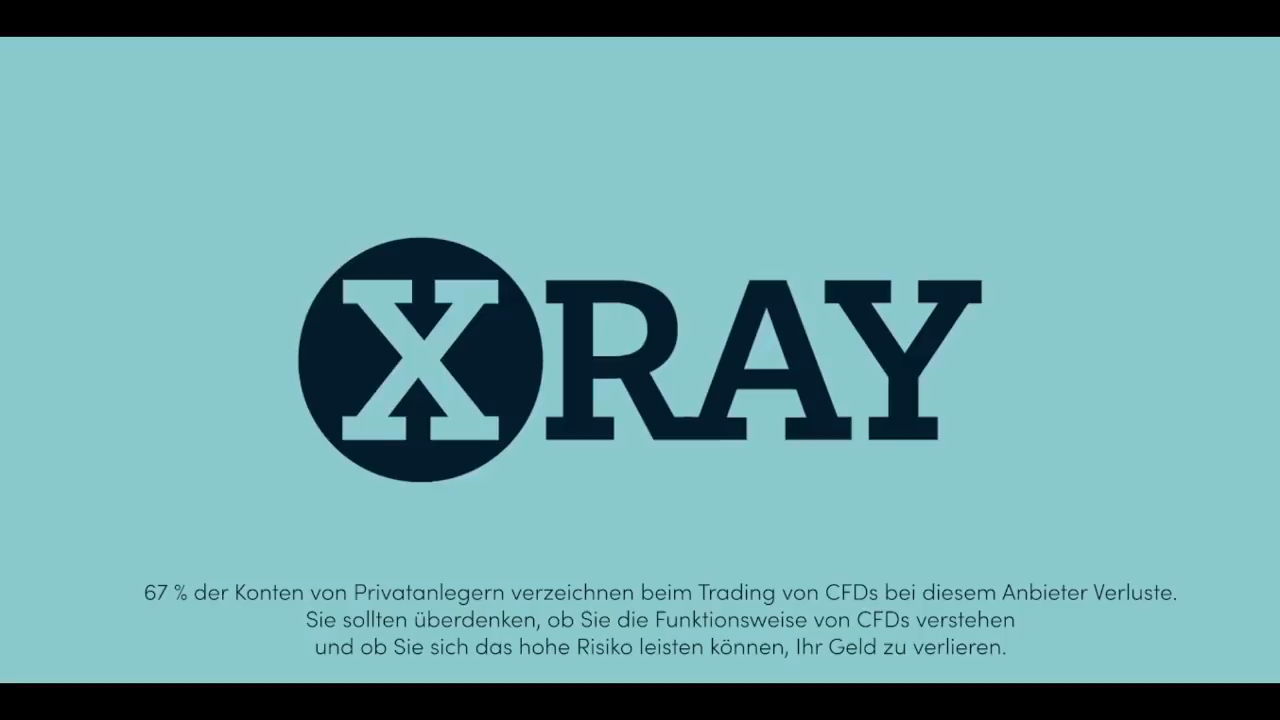 XRAY
67 % der Konten von Privatanlegern verzeichnen beim Trading von CFDs bei diesem Anbieter Verluste.
Sie sollten überdenken, ob Sie die Funktionsweise von CFDs verstehen
und ob Sie sich das hohe Risiko leisten können, Ihr Geld zu verlieren.